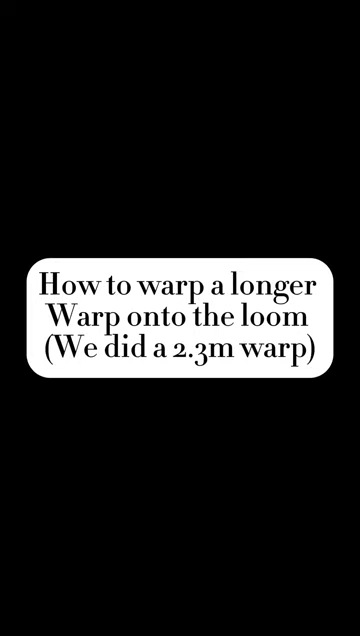 How to warp a longer
Warp onto the loom
(We did a 2.3m warp)